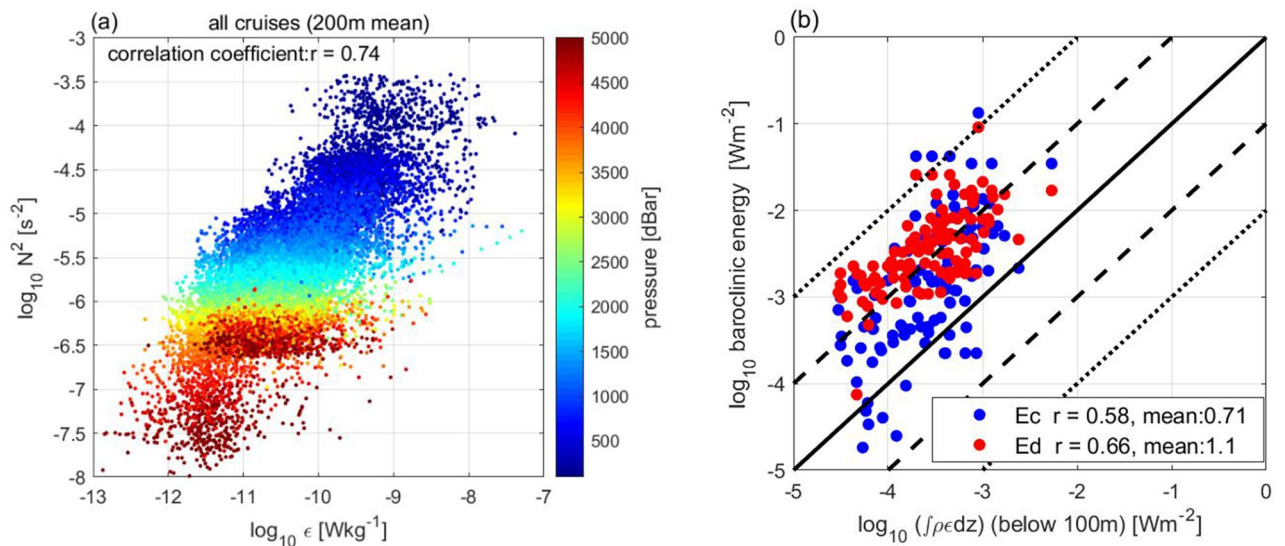 (a)
all cruises (200m mean)
correlation coefficient:r = 0.74
-3
-3.5
-4
-4.5
-5
-5.5
-6
-6.5
-7
-7.5
-8
log₁₀ N² [s⁻²]
-13 -12 -11 -10 -9 -8 -7
log₁₀ ϵ [Wkg⁻¹]
5000
4500
4000
3500
3000
2500
2000
1500
1000
500
pressure [dBar]
(b)
0
-1
-2
-3
-4
-5
log₁₀ baroclinic energy [Wm⁻²]
Ec r = 0.58, mean:0.71
Ed r = 0.66, mean:1.1
-5 -4 -3 -2 -1 0
log₁₀ (∫ρϵdz) (below 100m) [Wm⁻²]